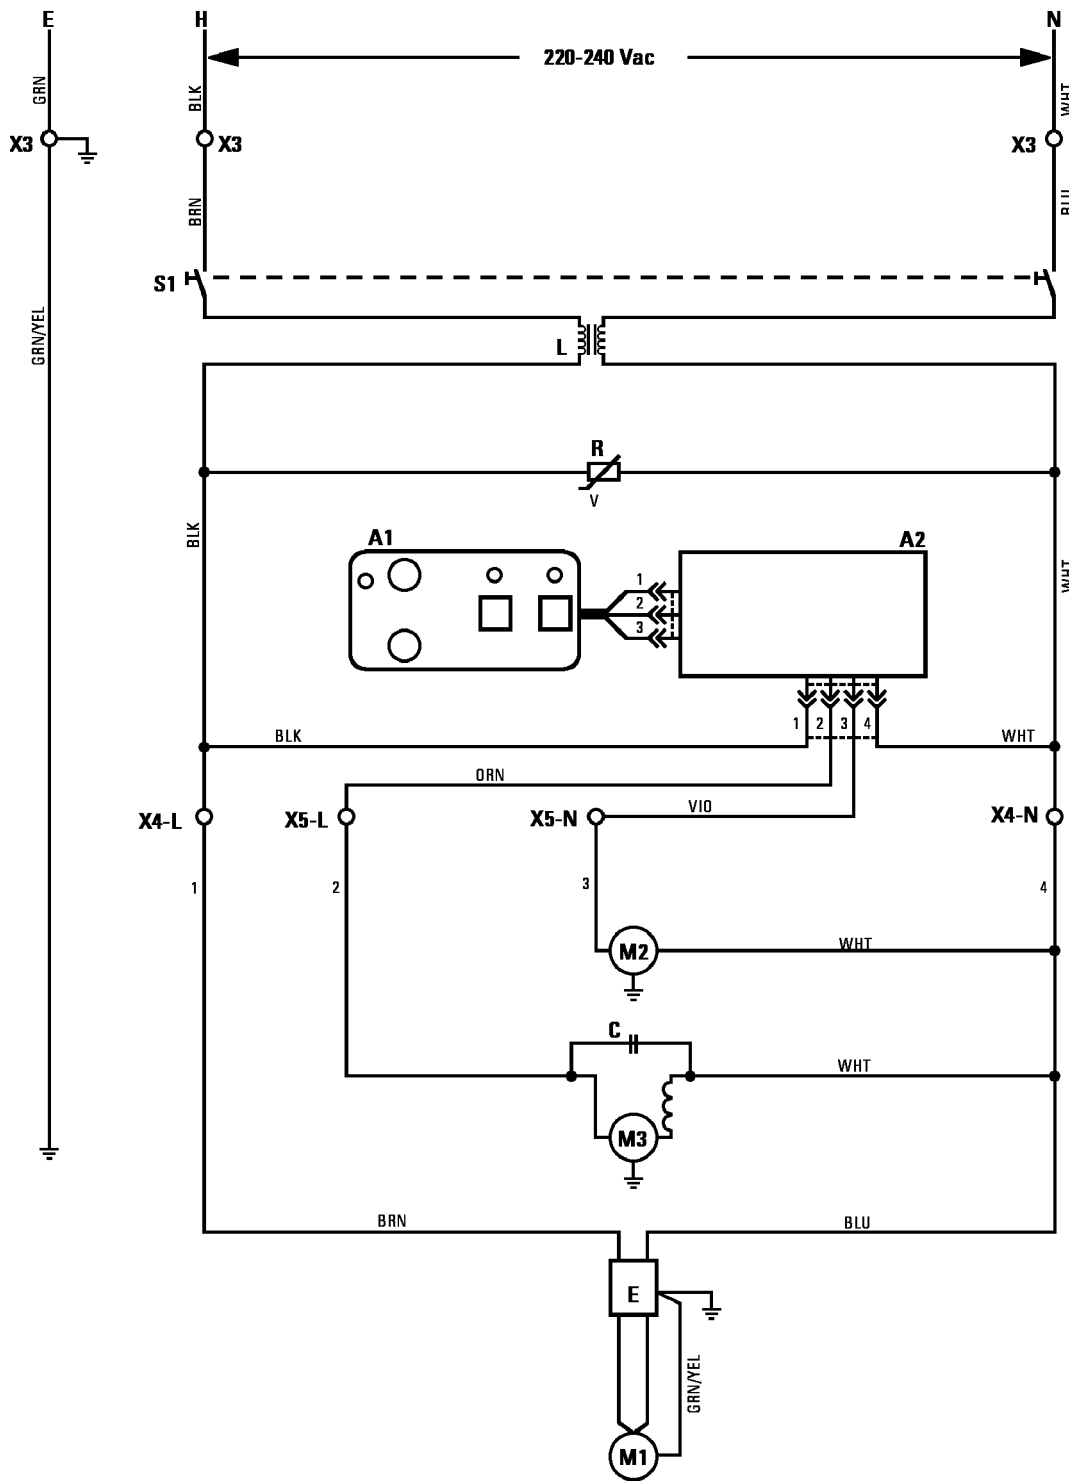 E
H
N
220-240 Vac
GRN
BLK
WHT
X3
X3
X3
BRN
BLU
S1
GRN/YEL
L
R
V
BLK
A1
A2
WHT
1
2
3
1 2 3 4
BLK
WHT
ORN
VIO
X4-L
X5-L
X5-N
X4-N
1
2
3
4
M2
WHT
C
WHT
M3
BRN
BLU
E
GRN/YEL
M1